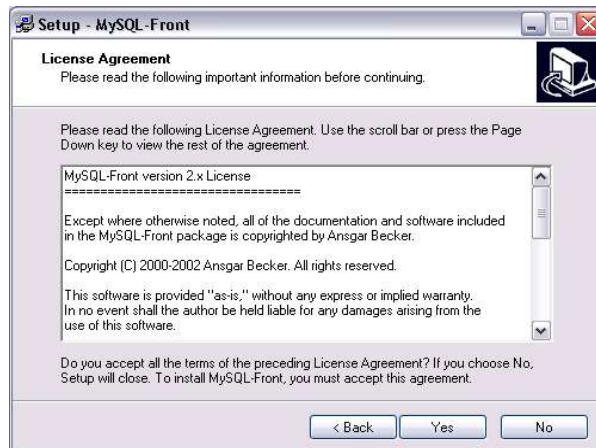 Setup - MySQL-Front
License Agreement
Please read the following important information before continuing.
Please read the following License Agreement. Use the scroll bar or press the Page
Down key to view the rest of the agreement.
MySQL-Front version 2.x License
==================================
Except where otherwise noted, all of the documentation and software included
in the MySQL-Front package is copyrighted by Ansgar Becker.
Copyright (C) 2000-2002 Ansgar Becker. All rights reserved.
This software is provided "as-is," without any express or implied warranty.
In no event shall the author be held liable for any damages arising from the
use of this software.
Do you accept all the terms of the preceding License Agreement? If you choose No,
Setup will close. To install MySQL-Front, you must accept this agreement.
< Back Yes No